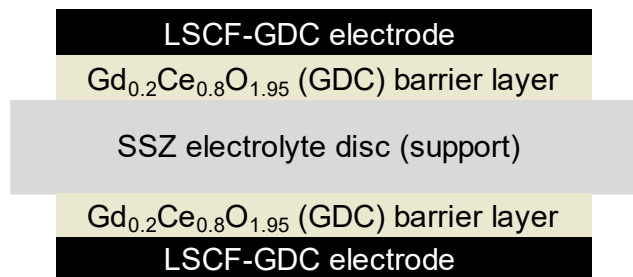 LSCF-GDC electrode
Gd₀.₂Ce₀.₈O₁.₉₅ (GDC) barrier layer
SSZ electrolyte disc (support)
Gd₀.₂Ce₀.₈O₁.₉₅ (GDC) barrier layer
LSCF-GDC electrode